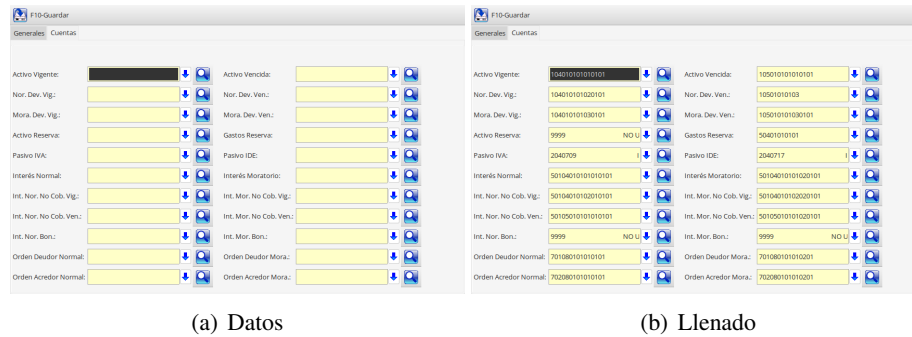 F10-Guardar
Generales Cuentas
Activo Vigente: Activo Vencida:
Nor. Dev. Vig.: Nor. Dev. Ven.:
Mora. Dev. Vig.: Mora. Dev. Ven.:
Activo Reserva: Gastos Reserva:
Pasivo IVA: Pasivo IDE:
Interés Normal: Interés Moratorio:
Int. Nor. No Cob. Vig.: Int. Mor. No Cob. Vig.:
Int. Nor. No Cob. Ven.: Int. Mor. No Cob. Ven.:
Int. Nor. Bon.: Int. Mor. Bon.:
Orden Deudor Normal: Orden Deudor Mora.:
Orden Acredor Normal: Orden Acredor Mora.:
(a) Datos
F10-Guardar
Generales Cuentas
Activo Vigente: 104010101010101 Activo Vencida: 105010101010101
Nor. Dev. Vig.: 104010101020101 Nor. Dev. Ven.: 10501010103
Mora. Dev. Vig.: 104010101030101 Mora. Dev. Ven.: 105010101030101
Activo Reserva: 9999 NO U Gastos Reserva: 50401010101
Pasivo IVA: 2040709 I Pasivo IDE: 2040717 I
Interés Normal: 50104010101010101 Interés Moratorio: 50104010101020101
Int. Nor. No Cob. Vig.: 50104010102010101 Int. Mor. No Cob. Vig.: 50104010102020101
Int. Nor. No Cob. Ven.: 50105010101010101 Int. Mor. No Cob. Ven.: 50105010101020101
Int. Nor. Bon.: 9999 NO U Int. Mor. Bon.: 9999 NO U
Orden Deudor Normal: 701080101010101 Orden Deudor Mora.: 701080101010201
Orden Acredor Normal: 702080101010101 Orden Acredor Mora.: 702080101010201
(b) Llenado